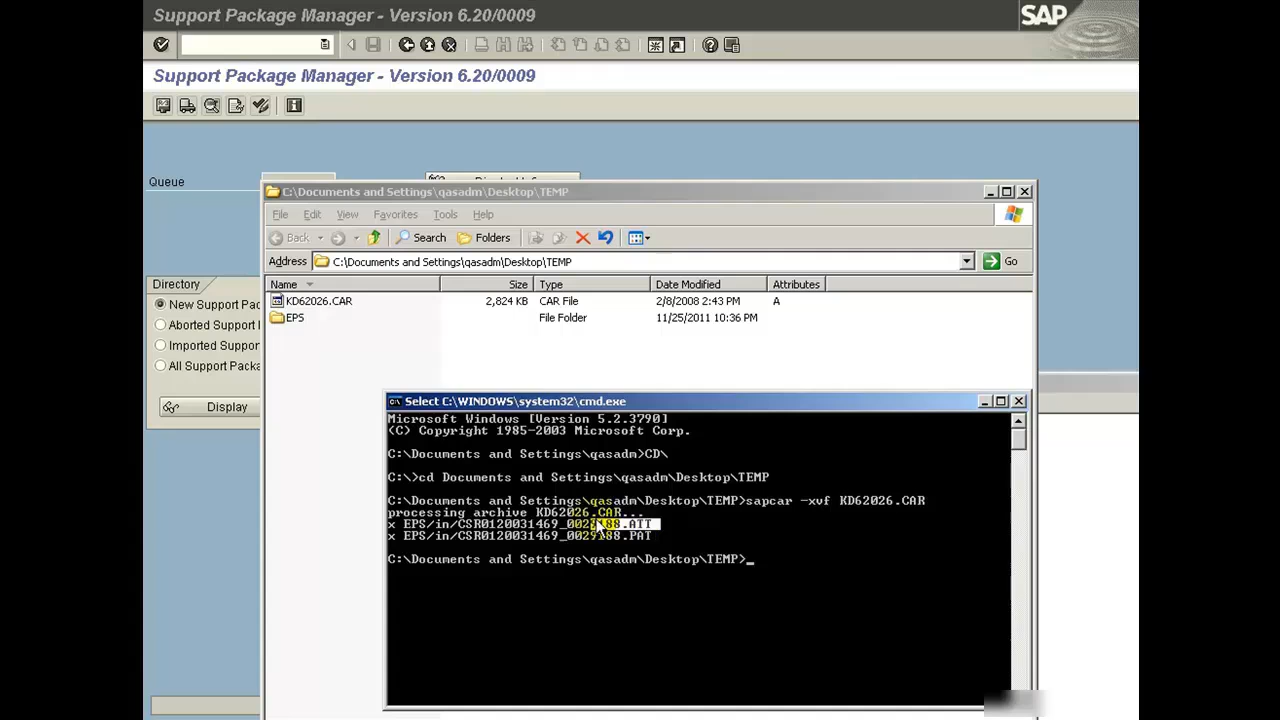 Support Package Manager - Version 6.20/0009
SAP
Support Package Manager - Version 6.20/0009
Queue
C:\Documents and Settings\qasadm\Desktop\TEMP
File Edit View Favorites Tools Help
Back Search Folders
Address C:\Documents and Settings\qasadm\Desktop\TEMP Go
Directory
Name Size Type Date Modified Attributes
New Support Pac
KD62026.CAR 2,824 KB CAR File 2/8/2008 2:43 PM A
EPS File Folder 11/25/2011 10:36 PM
Aborted Support
Imported Suppor
All Support Packa
Display
Select C:\WINDOWS\system32\cmd.exe
Microsoft Windows [Version 5.2.3790]
(C) Copyright 1985-2003 Microsoft Corp.
C:\Documents and Settings\qasadm>CD\
C:\>cd Documents and Settings\qasadm\Desktop\TEMP
C:\Documents and Settings\qasadm\Desktop\TEMP>sapcar -xvf KD62026.CAR
processing archive KD62026.CAR...
x EPS/in/CSR0120031469_0029188.ATT
x EPS/in/CSR0120031469_0029188.PAT
C:\Documents and Settings\qasadm\Desktop\TEMP>_